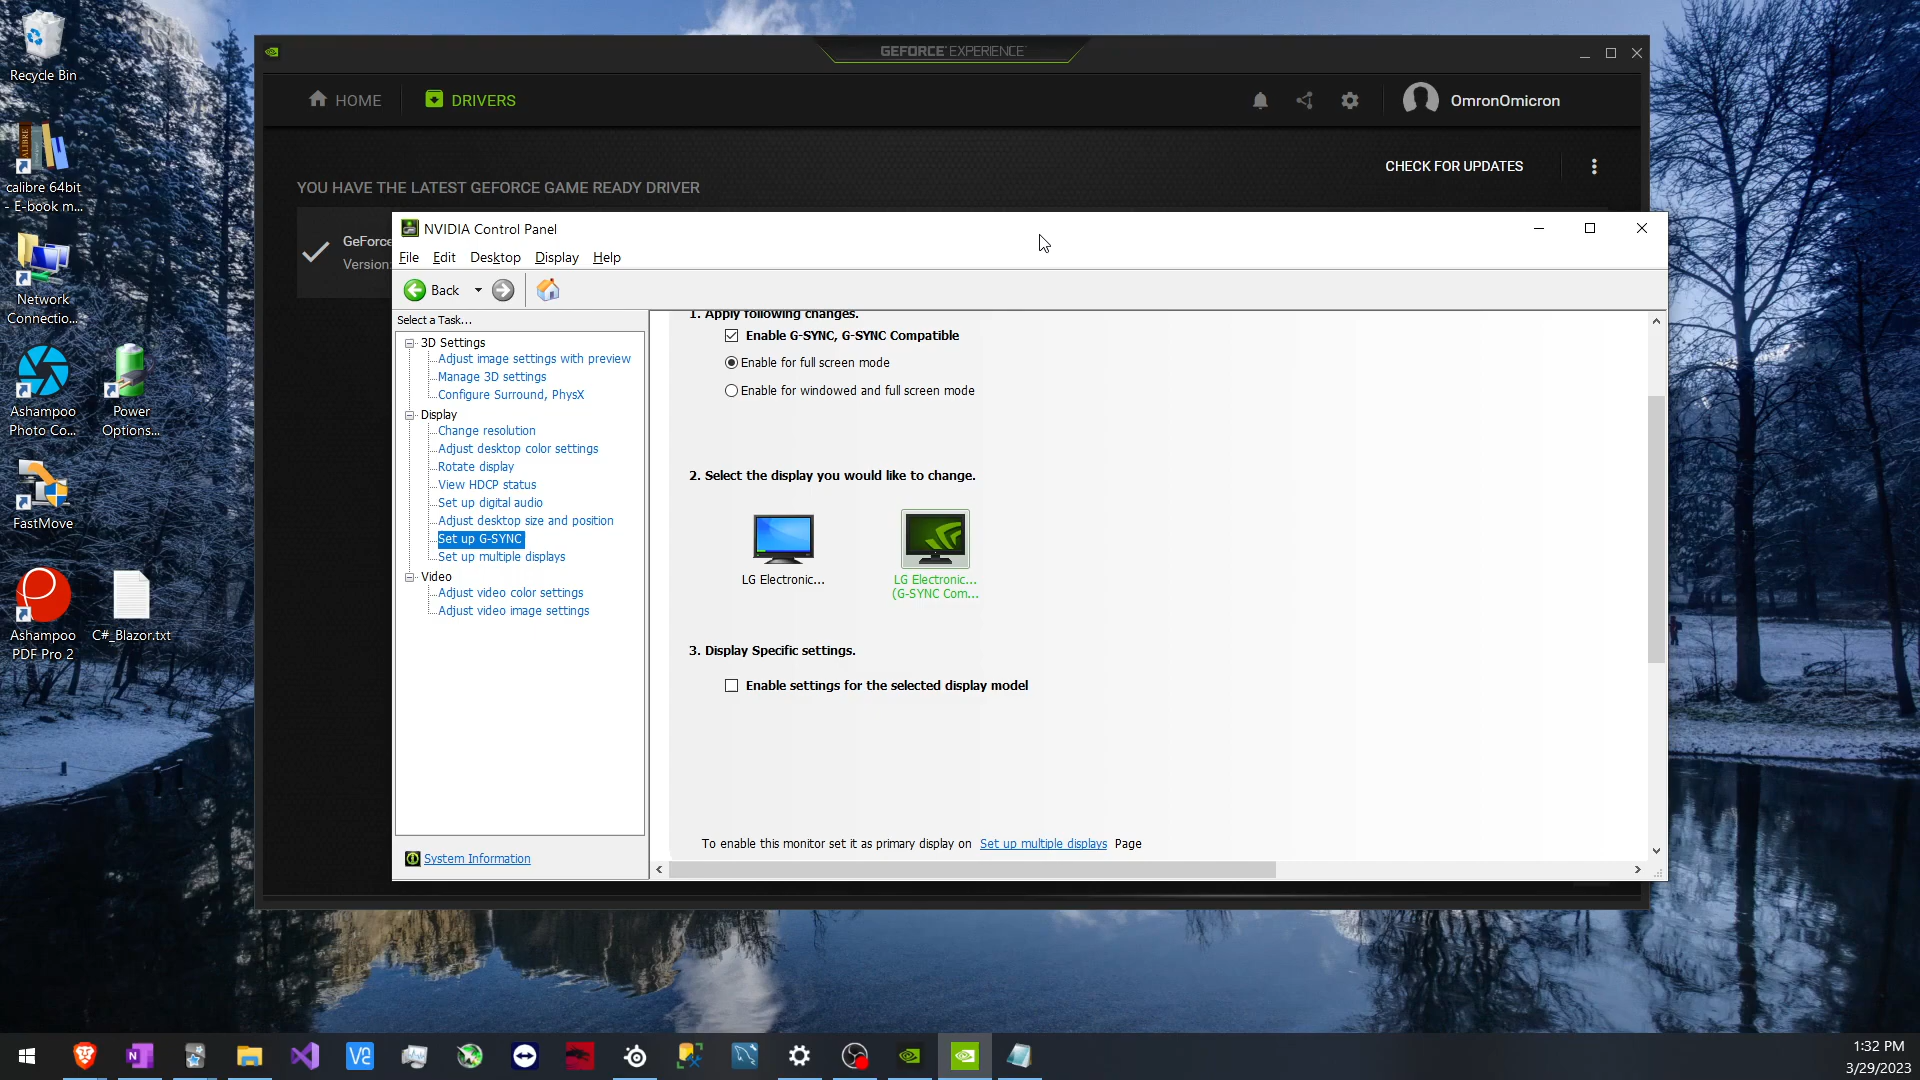 Recycle Bin
calibre 64bit
- E-book m...
Network
Connectio...
Ashampoo
Photo Co...
Power
Options...
FastMove
Ashampoo
PDF Pro 2
C#_Blazor.txt
GEFORCE EXPERIENCE
HOME
DRIVERS
OmronOmicron
CHECK FOR UPDATES
YOU HAVE THE LATEST GEFORCE GAME READY DRIVER
GeForce
Version:
NVIDIA Control Panel
File Edit Desktop Display Help
Back
Select a Task...
3D Settings
Adjust image settings with preview
Manage 3D settings
Configure Surround, PhysX
Display
Change resolution
Adjust desktop color settings
Rotate display
View HDCP status
Set up digital audio
Adjust desktop size and position
Set up G-SYNC
Set up multiple displays
Video
Adjust video color settings
Adjust video image settings
System Information
1. Apply following changes.
Enable G-SYNC, G-SYNC Compatible
Enable for full screen mode
Enable for windowed and full screen mode
2. Select the display you would like to change.
LG Electronic...
LG Electronic...
(G-SYNC Com...
3. Display Specific settings.
Enable settings for the selected display model
To enable this monitor set it as primary display on Set up multiple displays Page
1:32 PM
3/29/2023